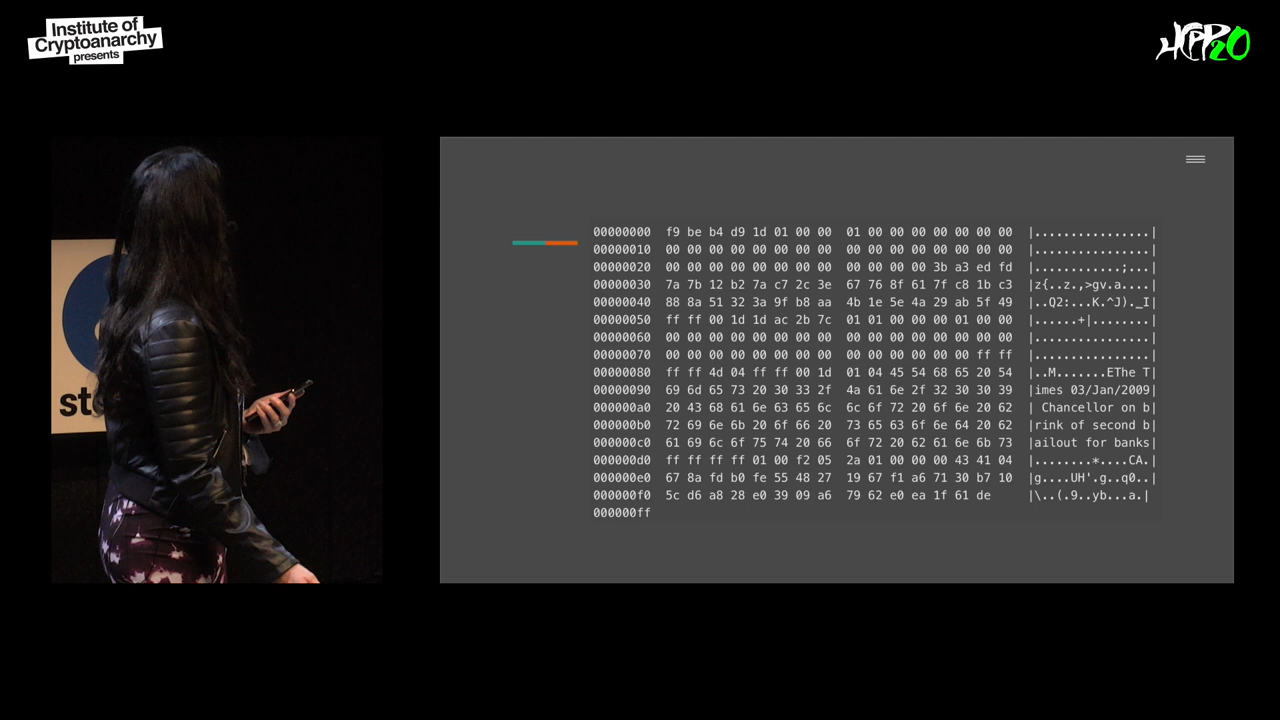 Institute of
Cryptoanarchy
presents
HCPP20
st
00000000  f9 be b4 d9 1d 01 00 00  01 00 00 00 00 00 00 00  |................|
00000010  00 00 00 00 00 00 00 00  00 00 00 00 00 00 00 00  |................|
00000020  00 00 00 00 00 00 00 00  00 00 00 00 3b a3 ed fd  |............;...|
00000030  7a 7b 12 b2 7a c7 2c 3e  67 76 8f 61 7f c8 1b c3  |z{..z.,>gv.a....|
00000040  88 8a 51 32 3a 9f b8 aa  4b 1e 5e 4a 29 ab 5f 49  |..Q2:...K.^J)._I|
00000050  ff ff 00 1d 1d ac 2b 7c  01 01 00 00 00 01 00 00  |......+|........|
00000060  00 00 00 00 00 00 00 00  00 00 00 00 00 00 00 00  |................|
00000070  00 00 00 00 00 00 00 00  00 00 00 00 00 00 ff ff  |................|
00000080  ff ff 4d 04 ff ff 00 1d  01 04 45 54 68 65 20 54  |..M.......EThe T|
00000090  69 6d 65 73 20 30 33 2f  4a 61 6e 2f 32 30 30 39  |imes 03/Jan/2009|
000000a0  20 43 68 61 6e 63 65 6c  6c 6f 72 20 6f 6e 20 62  | Chancellor on b|
000000b0  72 69 6e 6b 20 6f 66 20  73 65 63 6f 6e 64 20 62  |rink of second b|
000000c0  61 69 6c 6f 75 74 20 66  6f 72 20 62 61 6e 6b 73  |ailout for banks|
000000d0  ff ff ff ff 01 00 f2 05  2a 01 00 00 00 43 41 04  |........*....CA.|
000000e0  67 8a fd b0 fe 55 48 27  19 67 f1 a6 71 30 b7 10  |g....UH'.g..q0..|
000000f0  5c d6 a8 28 e0 39 09 a6  79 62 e0 ea 1f 61 de     |\..(.9..yb...a.|
000000ff